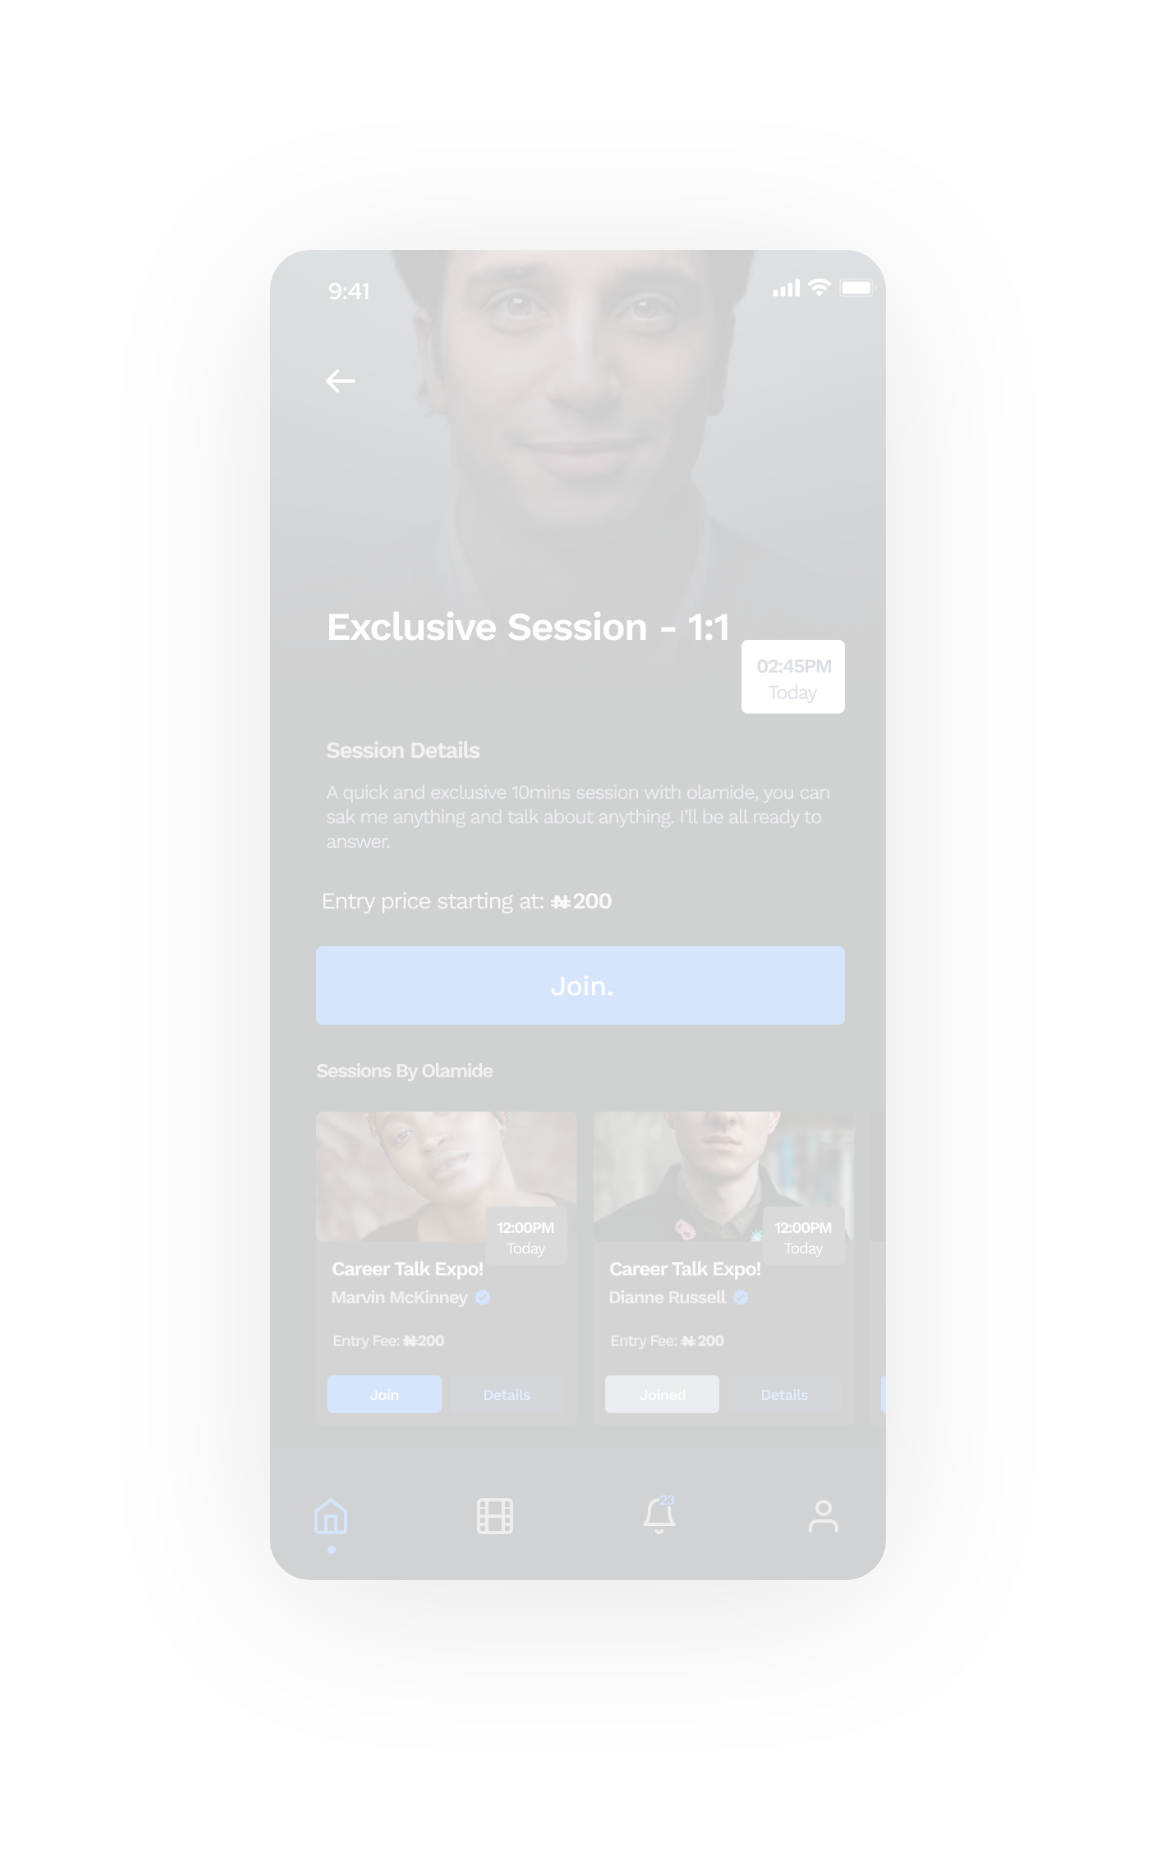 9:41
Exclusive Session - 1:1
02:45PM
Today
Session Details
A quick and exclusive 10mins session with olamide, you can
sak me anything and talk about anything. I'll be all ready to
answer.
Entry price starting at: ₦200
Join.
Sessions By Olamide
12:00PM
Today
Career Talk Expo!
Marvin McKinney
Entry Fee: ₦200
Join
Details
12:00PM
Today
Career Talk Expo!
Dianne Russell
Entry Fee: ₦ 200
Joined
Details
23